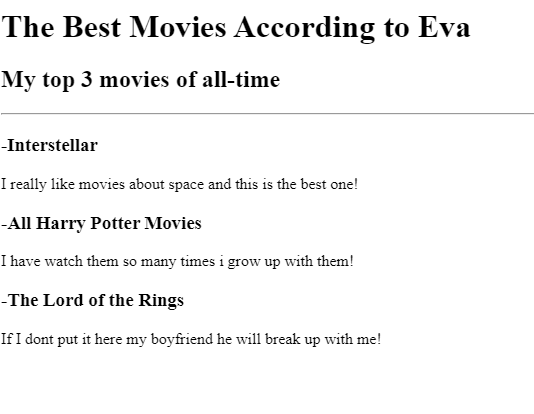 The Best Movies According to Eva
My top 3 movies of all-time
-Interstellar
I really like movies about space and this is the best one!
-All Harry Potter Movies
I have watch them so many times i grow up with them!
-The Lord of the Rings
If I dont put it here my boyfriend he will break up with me!